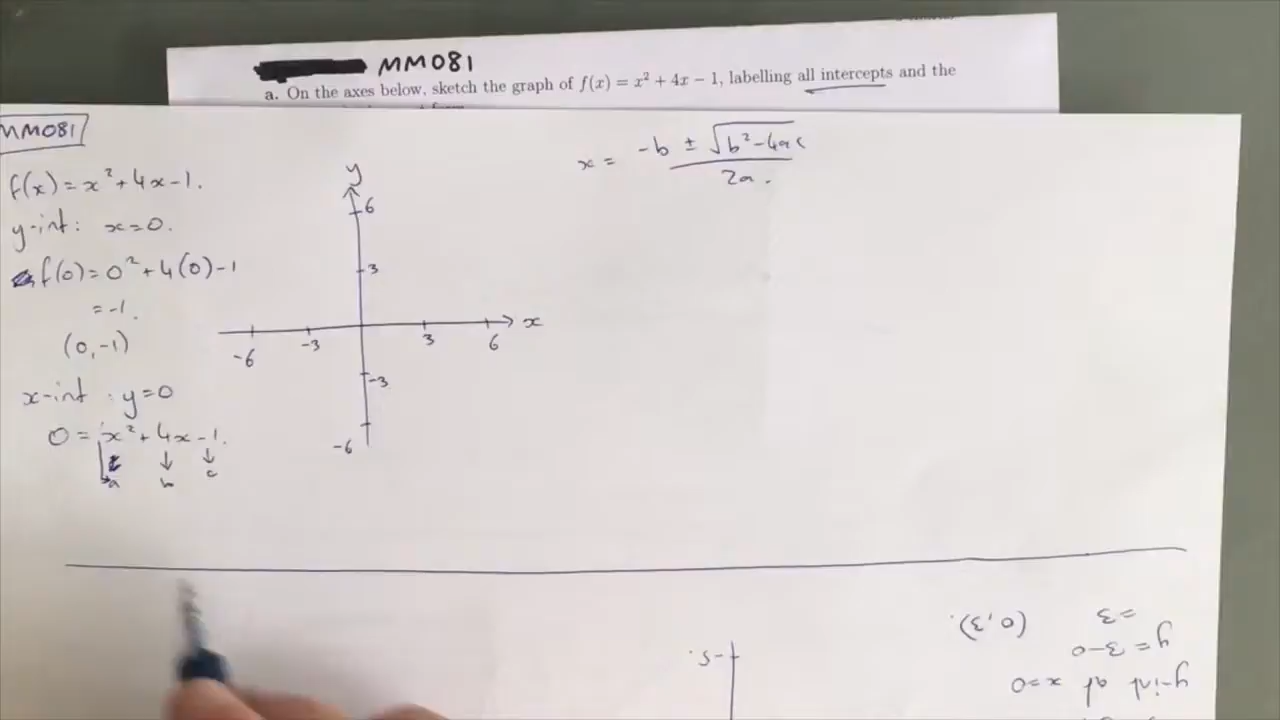 MM081
a. On the axes below, sketch the graph of f(x) = x² + 4x − 1, labelling all intercepts and the
MM081
f(x) = x² + 4x − 1.
y-int: x = 0.
f(0) = 0² + 4(0) − 1
= −1.
(0, −1)
x-int : y = 0
0 = x² + 4x − 1.
a b c
y
6
3
x
-6 -3 3 6
-3
-6
x = -b ± √b² − 4ac
2a.
y-int at x = 0
y = 3 − 0
= 3 (0, 3).
-5.